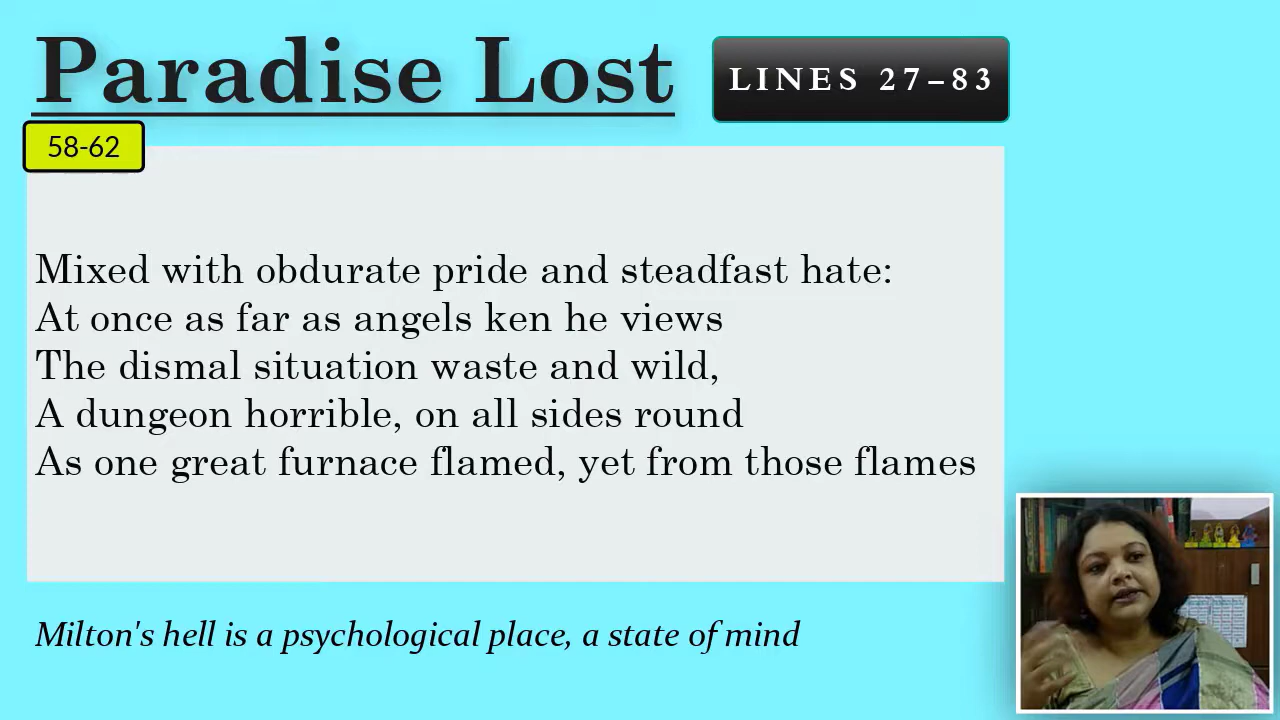 Paradise Lost
LINES 27–83
58-62
Mixed with obdurate pride and steadfast hate:
At once as far as angels ken he views
The dismal situation waste and wild,
A dungeon horrible, on all sides round
As one great furnace flamed, yet from those flames
Milton's hell is a psychological place, a state of mind